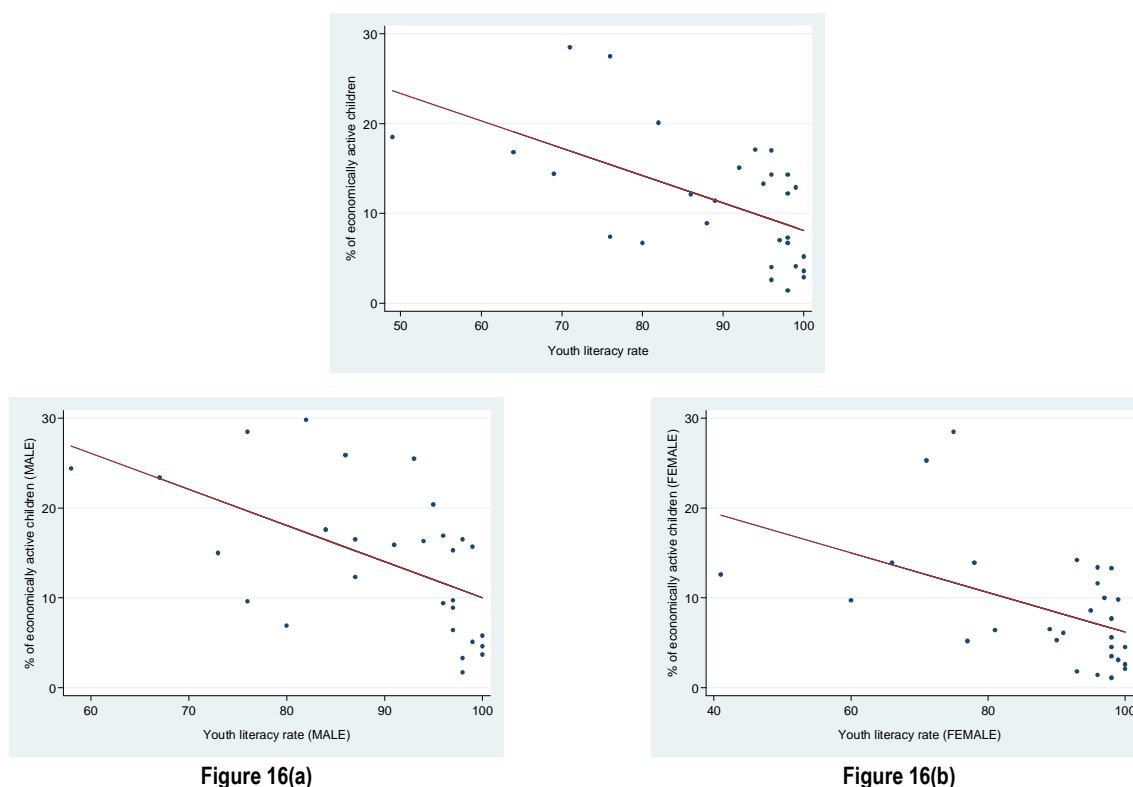 30
20
10
0
% of economically active children
50 60 70 80 90 100
Youth literacy rate
30
20
10
0
% of economically active children (MALE)
60 70 80 90 100
Youth literacy rate (MALE)
Figure 16(a)
30
20
10
0
% of economically active children (FEMALE)
40 60 80 100
Youth literacy rate (FEMALE)
Figure 16(b)